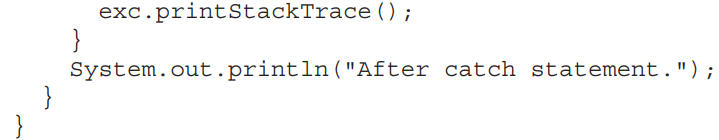 exc.printStackTrace();
}
System.out.println("After catch statement.");
}
}